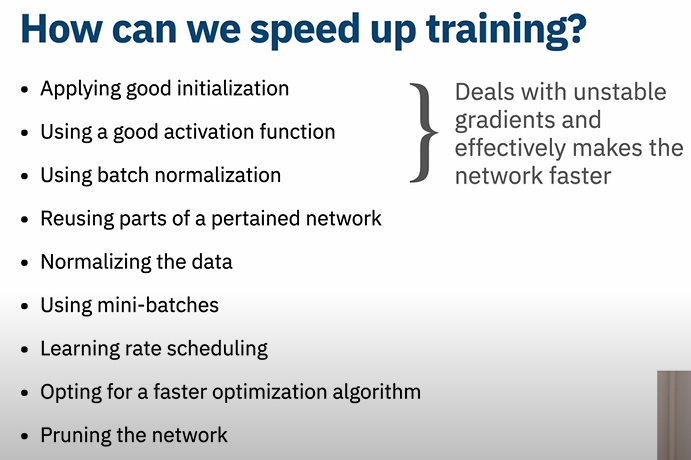 How can we speed up training?
• Applying good initialization
• Using a good activation function
• Using batch normalization
} Deals with unstable
gradients and
effectively makes the
network faster
• Reusing parts of a pertained network
• Normalizing the data
• Using mini-batches
• Learning rate scheduling
• Opting for a faster optimization algorithm
• Pruning the network